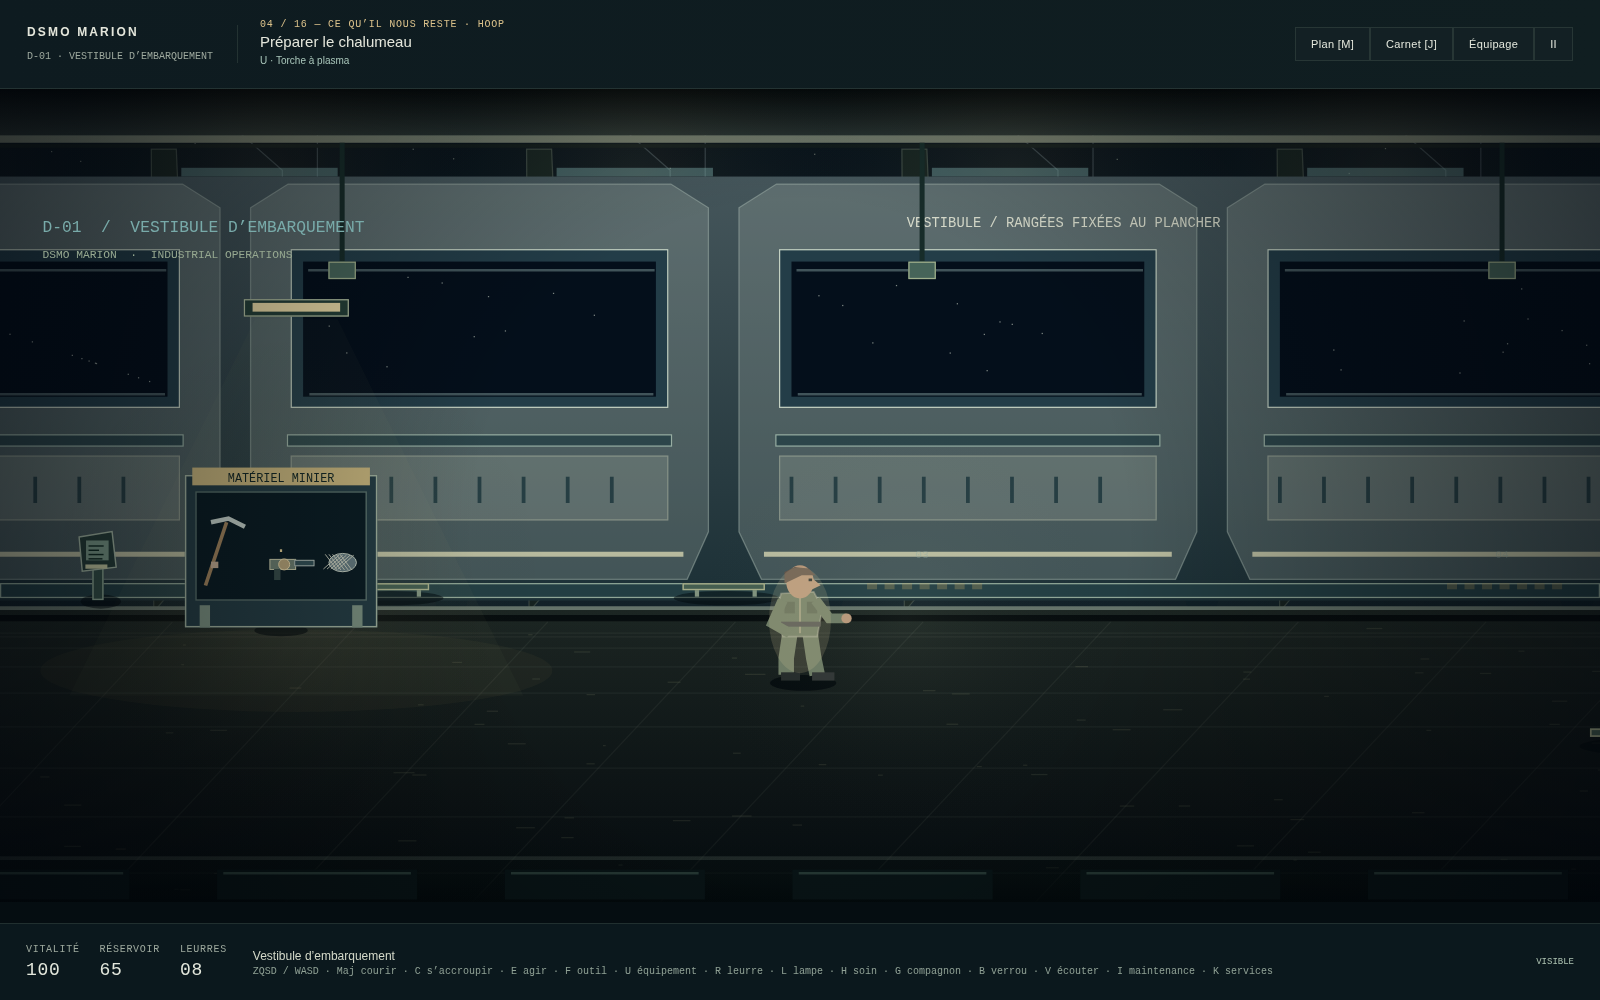 DSMO MARION
D-01 · VESTIBULE D’EMBARQUEMENT
04 / 16 — CE QU’IL NOUS RESTE · HOOP
Préparer le chalumeau
U · Torche à plasma
Plan [M]
Carnet [J]
Équipage
II
D-01 / VESTIBULE D’EMBARQUEMENT
DSMO MARION · INDUSTRIAL OPERATIONS
VESTIBULE / RANGÉES FIXÉES AU PLANCHER
MATÉRIEL MINIER
VITALITÉ
100
RÉSERVOIR
65
LEURRES
08
Vestibule d’embarquement
ZQSD / WASD · Maj courir · C s’accroupir · E agir · F outil · U équipement · R leurre · L lampe · H soin · G compagnon · B verrou · V écouter · I maintenance · K services
VISIBLE